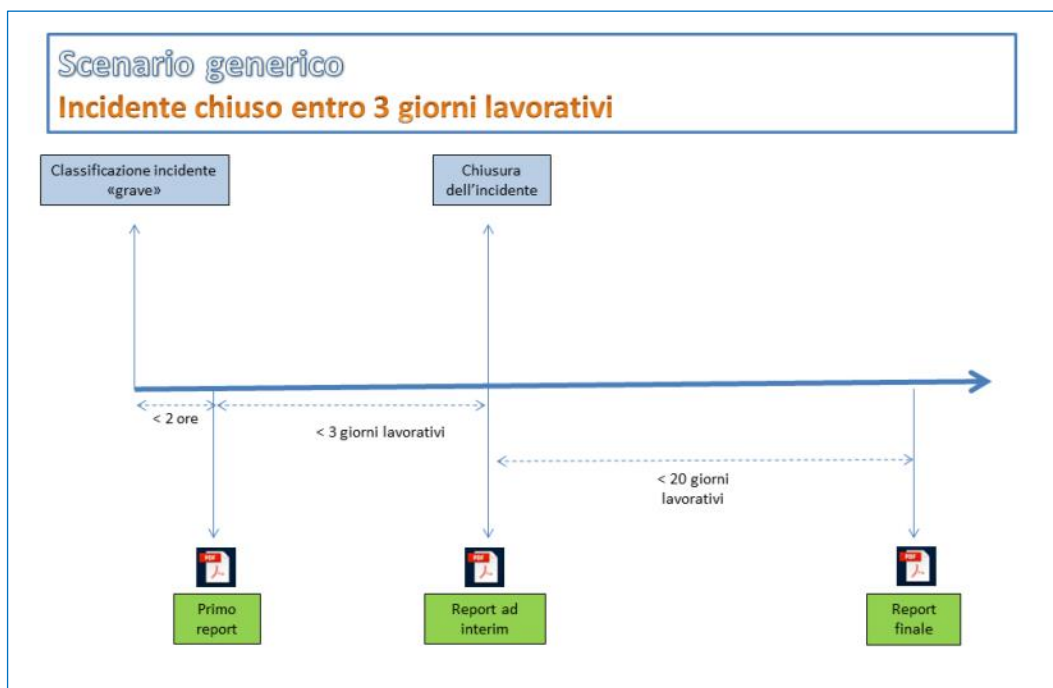 Scenario generico
Incidente chiuso entro 3 giorni lavorativi
Classificazione incidente
«grave»
Chiusura
dell'incidente
< 2 ore
< 3 giorni lavorativi
< 20 giorni
lavorativi
PDF
PDF
PDF
Primo
report
Report ad
interim
Report
finale